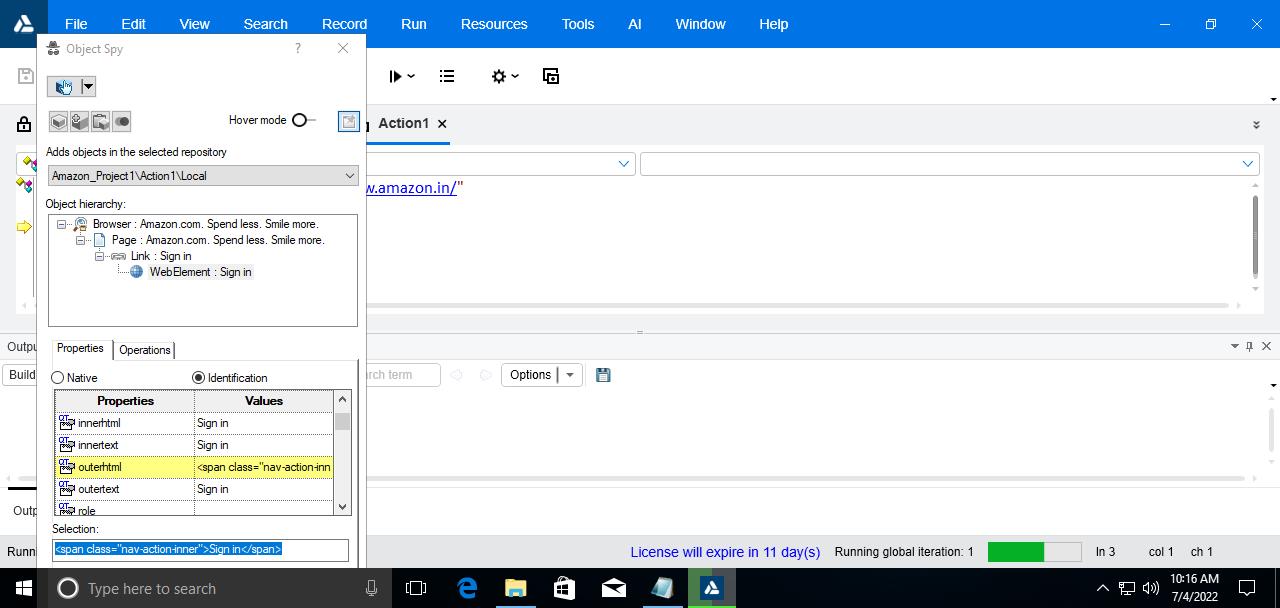 File Edit View Search Record Run Resources Tools AI Window Help
Object Spy ?
Hover mode
Action1
Adds objects in the selected repository
Amazon_Project1\Action1\Local
w.amazon.in/"
Object hierarchy:
Browser : Amazon.com. Spend less. Smile more.
Page : Amazon.com. Spend less. Smile more.
Link : Sign in
WebElement : Sign in
Outpu
Properties Operations
Build
Native Identification
rch term
Options
Properties Values
innerhtml Sign in
innertext Sign in
outerhtml <span class="nav-action-inn
outertext Sign in
role
Outp
Selection:
<span class="nav-action-inner">Sign in</span>
Runni
License will expire in 11 day(s) Running global iteration: 1 ln 3 col 1 ch 1
Type here to search
10:16 AM
7/4/2022